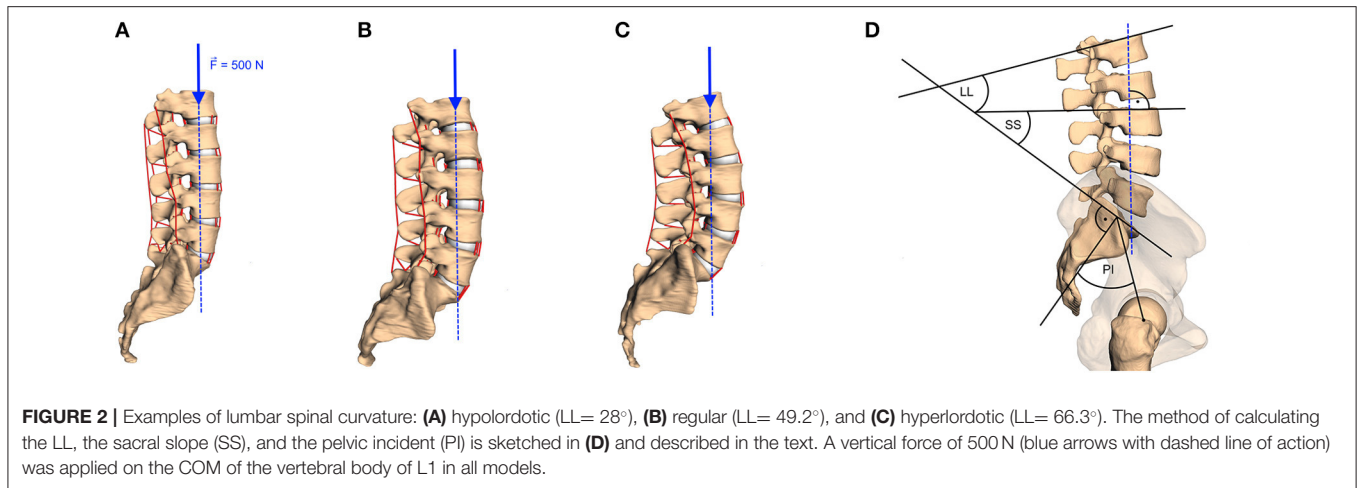 A B C D
F⃗ = 500 N
LL
SS
PI
FIGURE 2 | Examples of lumbar spinal curvature: (A) hypolordotic (LL= 28°), (B) regular (LL= 49.2°), and (C) hyperlordotic (LL= 66.3°). The method of calculating
the LL, the sacral slope (SS), and the pelvic incident (PI) is sketched in (D) and described in the text. A vertical force of 500 N (blue arrows with dashed line of action)
was applied on the COM of the vertebral body of L1 in all models.